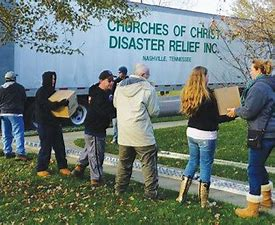 CHURCHES OF CHRIST
DISASTER RELIEF INC.
NASHVILLE, TENNESSEE